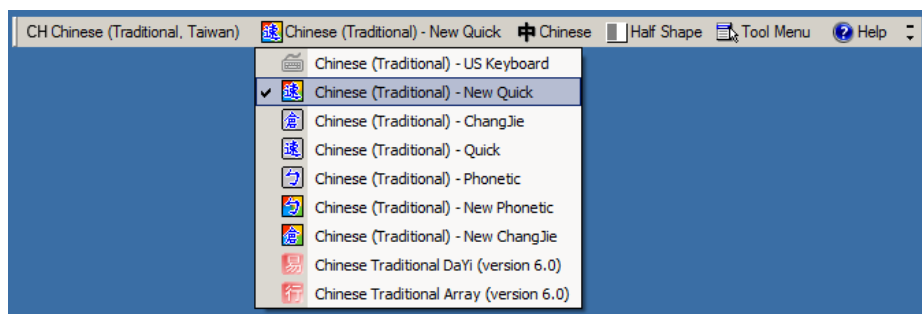 CH Chinese (Traditional, Taiwan) 速 Chinese (Traditional) - New Quick 中 Chinese Half Shape Tool Menu ? Help
Chinese (Traditional) - US Keyboard
速 Chinese (Traditional) - New Quick
倉 Chinese (Traditional) - ChangJie
速 Chinese (Traditional) - Quick
ㄅ Chinese (Traditional) - Phonetic
ㄅ Chinese (Traditional) - New Phonetic
倉 Chinese (Traditional) - New ChangJie
易 Chinese Traditional DaYi (version 6.0)
行 Chinese Traditional Array (version 6.0)